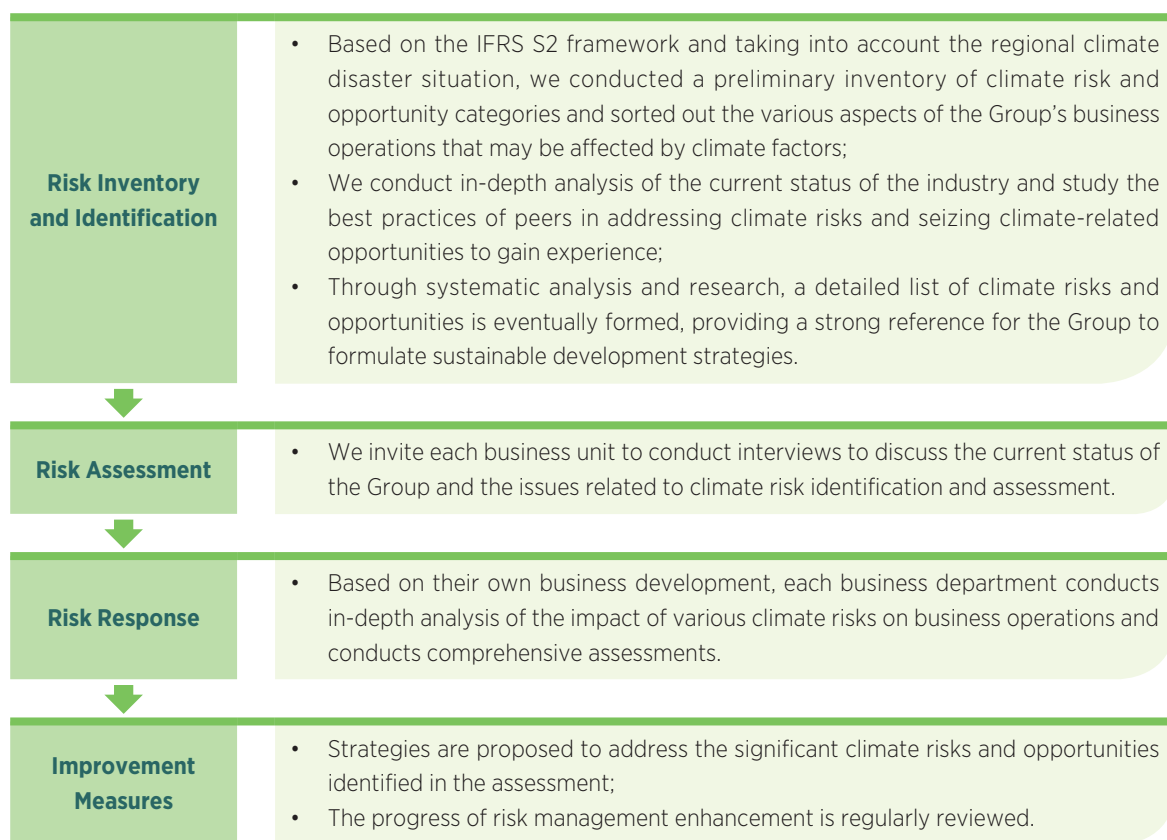 Risk Inventory
and Identification
• Based on the IFRS S2 framework and taking into account the regional climate
disaster situation, we conducted a preliminary inventory of climate risk and
opportunity categories and sorted out the various aspects of the Group’s business
operations that may be affected by climate factors;
• We conduct in-depth analysis of the current status of the industry and study the
best practices of peers in addressing climate risks and seizing climate-related
opportunities to gain experience;
• Through systematic analysis and research, a detailed list of climate risks and
opportunities is eventually formed, providing a strong reference for the Group to
formulate sustainable development strategies.
Risk Assessment
• We invite each business unit to conduct interviews to discuss the current status of
the Group and the issues related to climate risk identification and assessment.
Risk Response
• Based on their own business development, each business department conducts
in-depth analysis of the impact of various climate risks on business operations and
conducts comprehensive assessments.
Improvement
Measures
• Strategies are proposed to address the significant climate risks and opportunities
identified in the assessment;
• The progress of risk management enhancement is regularly reviewed.